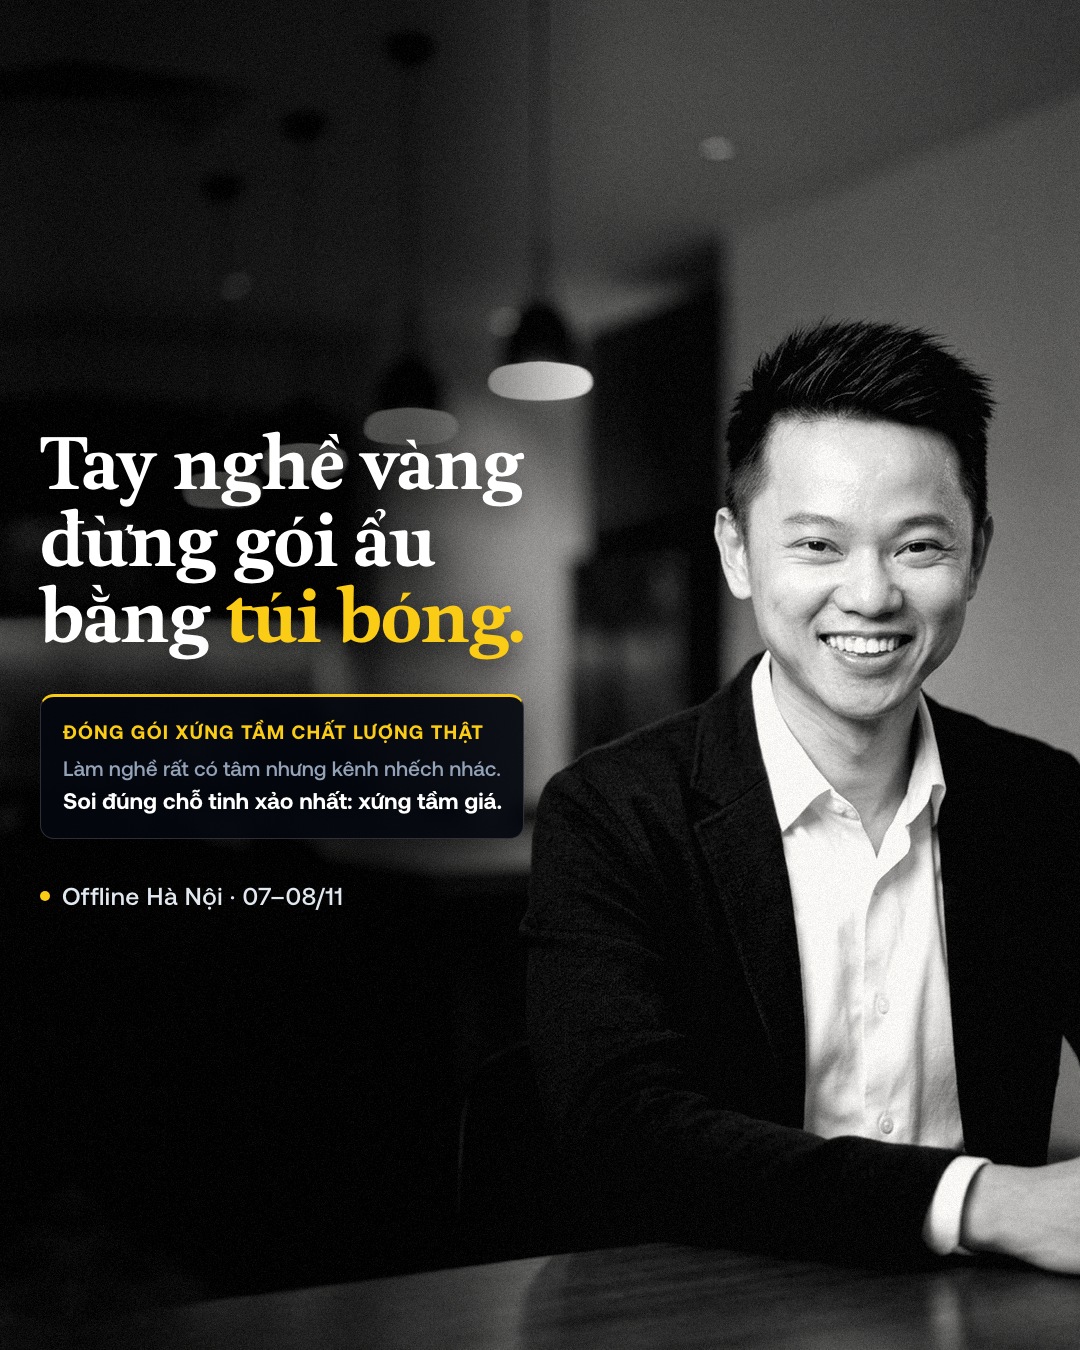 Tay nghề vàng
đừng gói ẩu
bằng túi bóng.
ĐÓNG GÓI XỨNG TẦM CHẤT LƯỢNG THẬT
Làm nghề rất có tâm nhưng kênh nhếch nhác.
Soi đúng chỗ tinh xảo nhất: xứng tầm giá.
Offline Hà Nội · 07–08/11